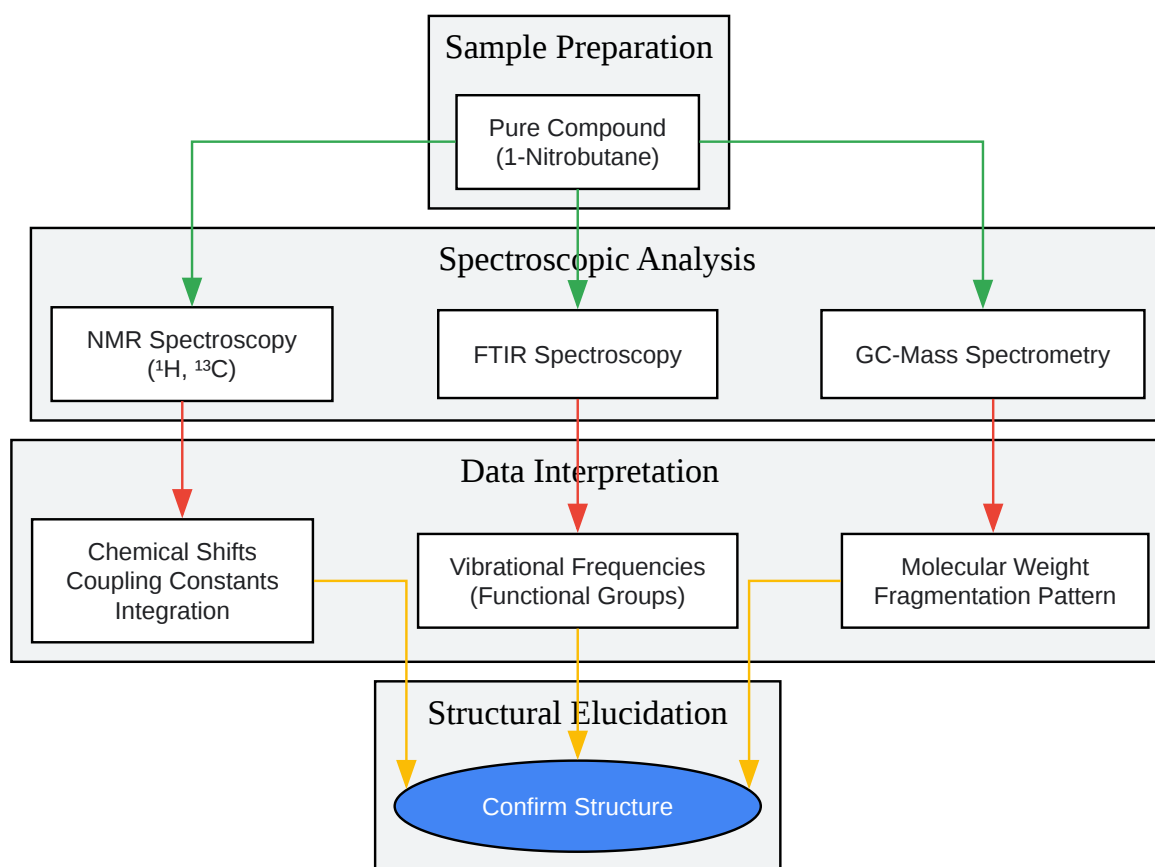 Sample Preparation
Pure Compound
(1-Nitrobutane)
Spectroscopic Analysis
NMR Spectroscopy
(¹H, ¹³C)
FTIR Spectroscopy
GC-Mass Spectrometry
Data Interpretation
Chemical Shifts
Coupling Constants
Integration
Vibrational Frequencies
(Functional Groups)
Molecular Weight
Fragmentation Pattern
Structural Elucidation
Confirm Structure